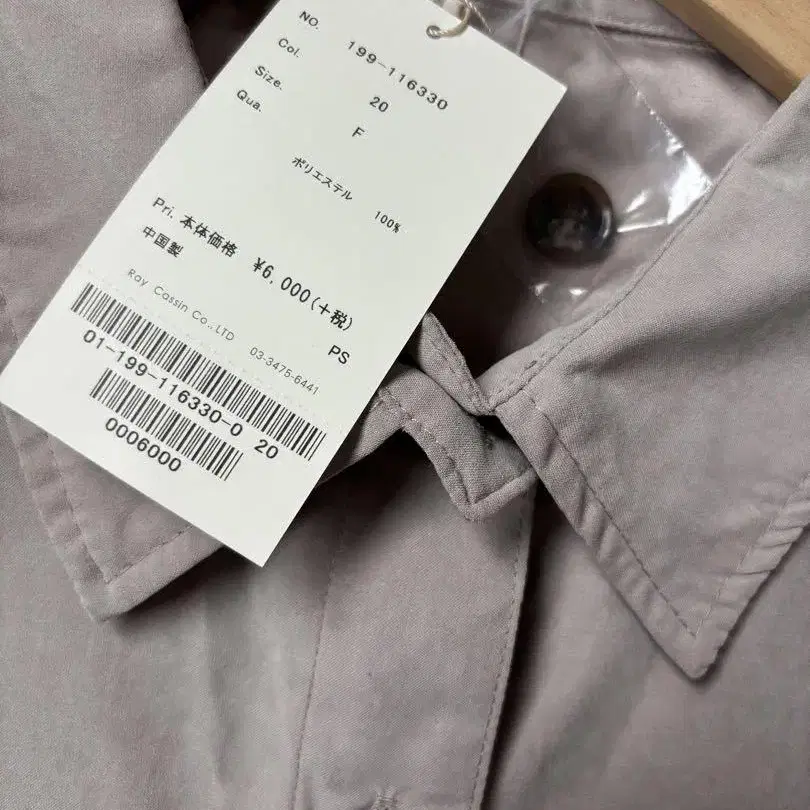 NO. 199-116330
Col. 20
Size. F
Qua.
ポリエステル 100%
Pri. 本体価格 ¥6,000(+税)
中国製 PS
Ray Cassin Co.,LTD 03-3475-6441
01-199-116330-0 20
0006000